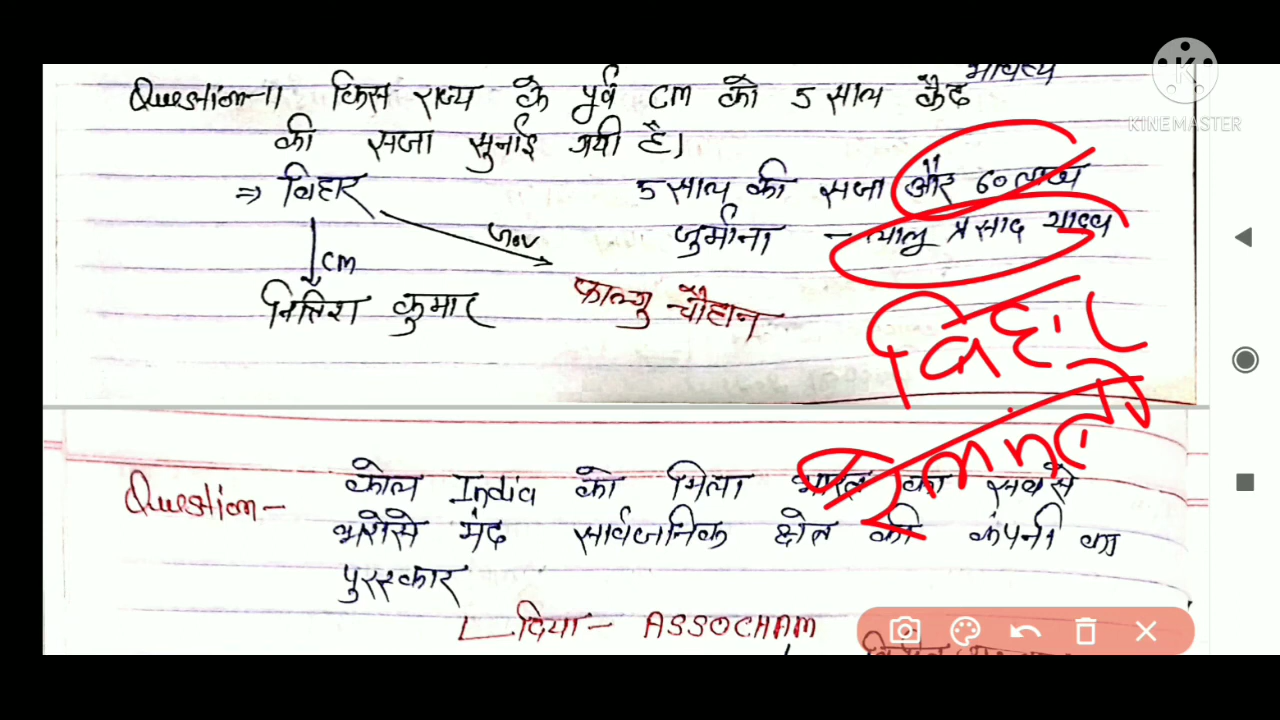 Question-11 किस राज्य के पूर्व CM को 5 साल कैद
की सजा सुनाई गयी है।
⇒ विहार
5 साल की सजा और 60 लाख
जुर्माना - लालु प्रसाद यादव
Gov
CM
नितिश कुमार
फाल्गु चौहान
विहार
KINEMASTER
Question- कोल India को मिला भारत का सबसे
भरोसे मंद सार्वजनिक क्षेत्र की कंपनी का
पुरस्कार
दिया- ASSOCHAM